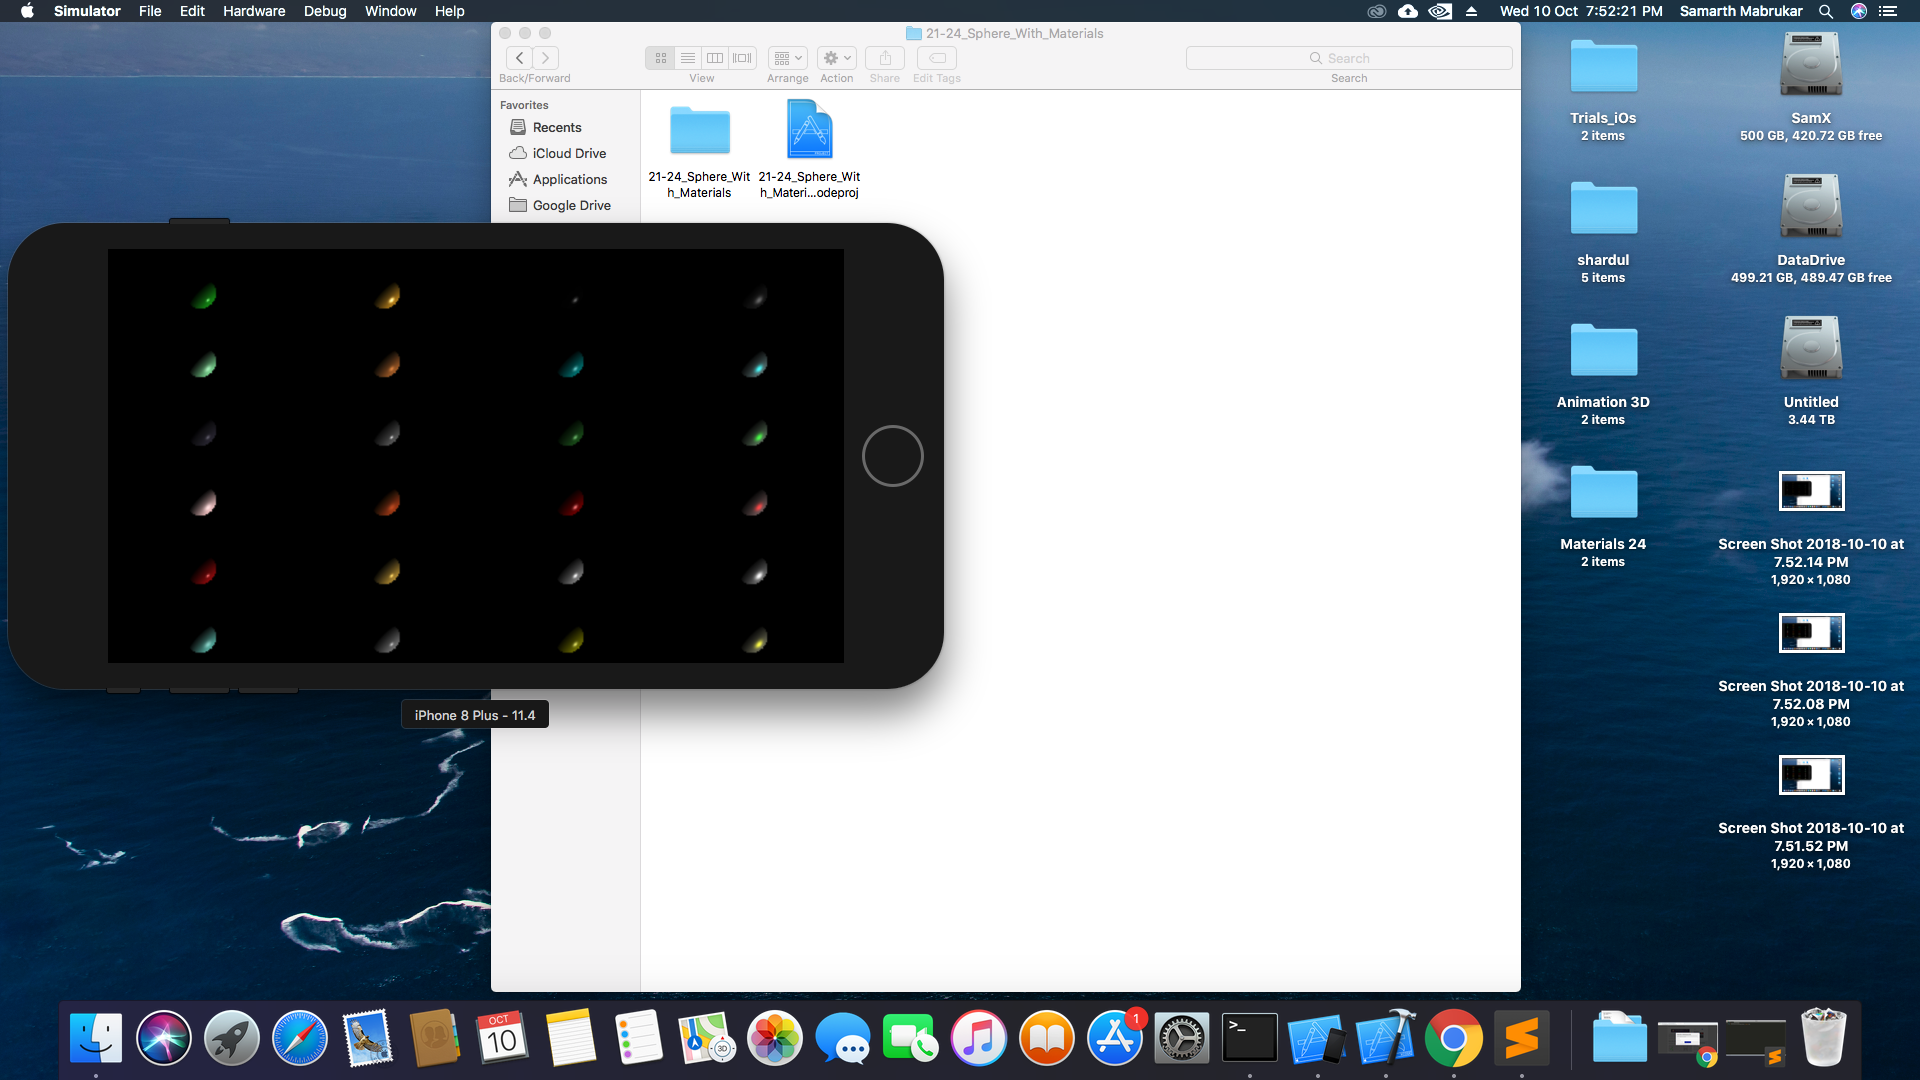 Simulator File Edit Hardware Debug Window Help
Wed 10 Oct 7:52:21 PM Samarth Mabrukar
21-24_Sphere_With_Materials
Search
Back/Forward View Arrange Action Share Edit Tags Search
Favorites
Recents
iCloud Drive
Applications
Google Drive
21-24_Sphere_Wit
h_Materials
21-24_Sphere_Wit
h_Materi...odeproj
iPhone 8 Plus - 11.4
Trials_iOs
2 items
shardul
5 items
Animation 3D
2 items
Materials 24
2 items
SamX
500 GB, 420.72 GB free
DataDrive
499.21 GB, 489.47 GB free
Untitled
3.44 TB
Screen Shot 2018-10-10 at
7.52.14 PM
1,920 × 1,080
Screen Shot 2018-10-10 at
7.52.08 PM
1,920 × 1,080
Screen Shot 2018-10-10 at
7.51.52 PM
1,920 × 1,080
OCT
10
3D
1
>_